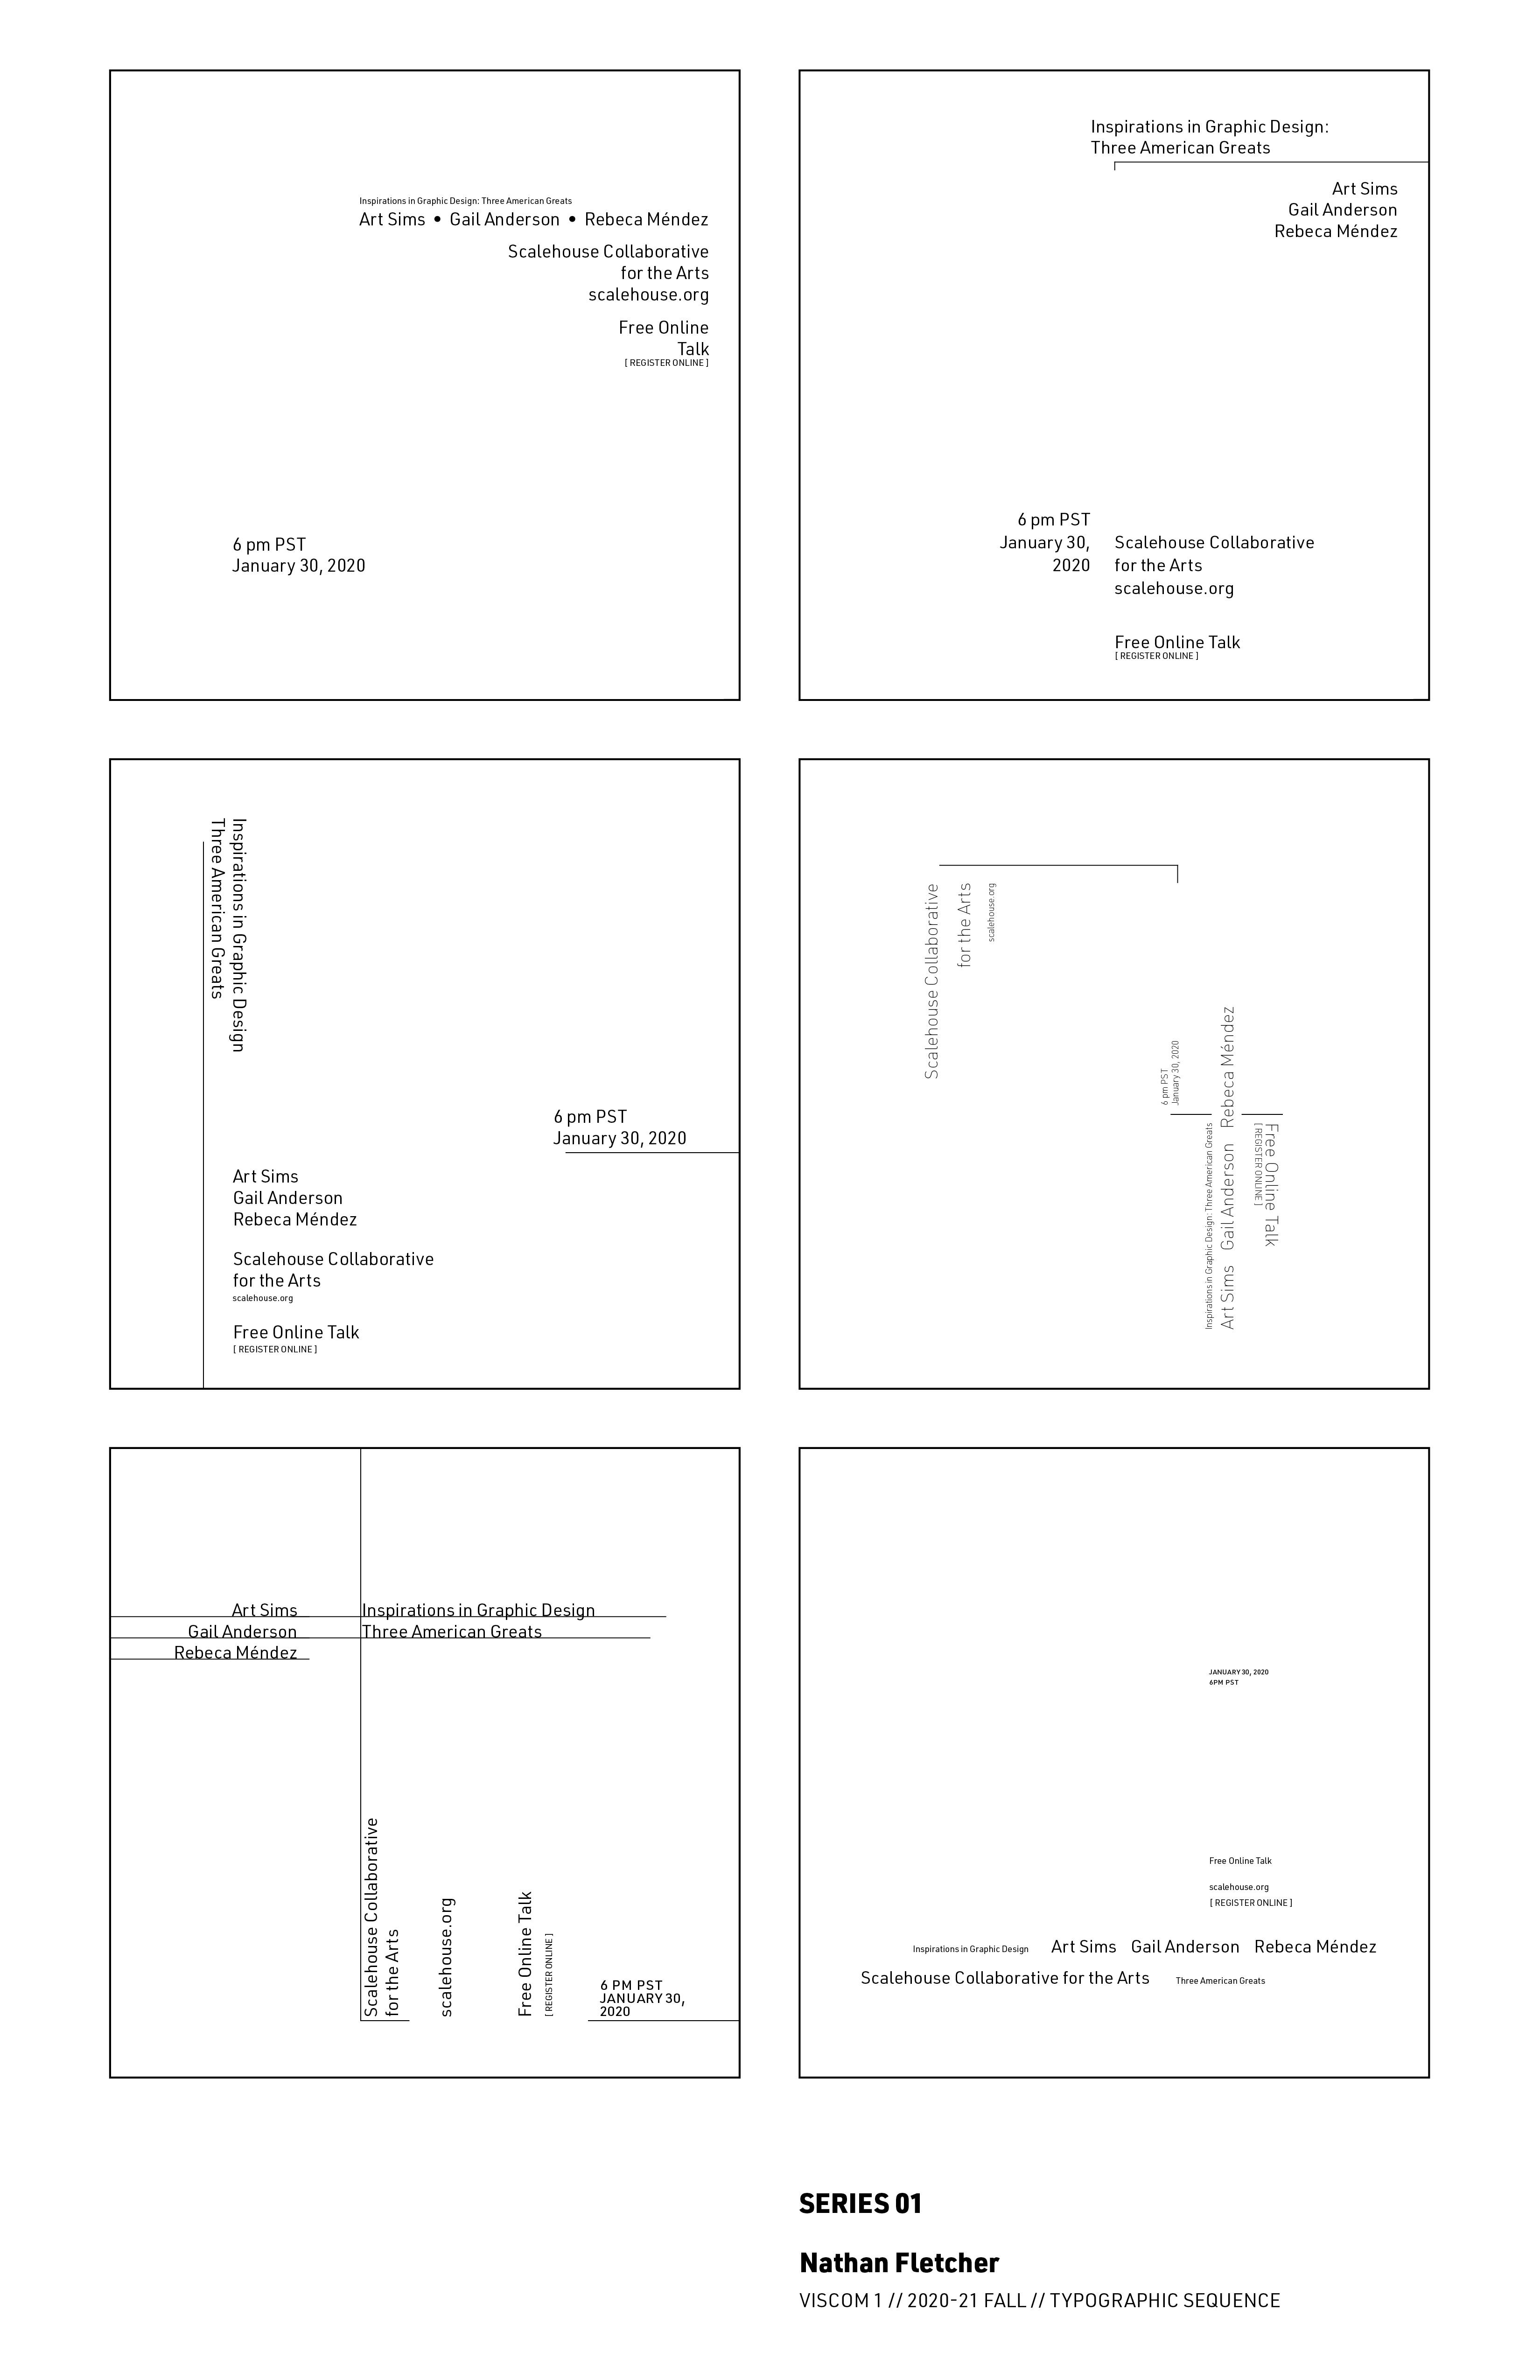 Inspirations in Graphic Design: Three American Greats
Art Sims • Gail Anderson • Rebeca Méndez
Scalehouse Collaborative
for the Arts
scalehouse.org
Free Online
Talk
[ REGISTER ONLINE ]
6 pm PST
January 30, 2020
Inspirations in Graphic Design:
Three American Greats
Art Sims
Gail Anderson
Rebeca Méndez
6 pm PST
January 30,
2020
Scalehouse Collaborative
for the Arts
scalehouse.org
Free Online Talk
[ REGISTER ONLINE ]
Inspirations in Graphic Design
Three American Greats
6 pm PST
January 30, 2020
Art Sims
Gail Anderson
Rebeca Méndez
Scalehouse Collaborative
for the Arts
scalehouse.org
Free Online Talk
[ REGISTER ONLINE ]
Scalehouse Collaborative
for the Arts
scalehouse.org
6 pm PST
January 30, 2020
Inspirations in Graphic Design: Three American Greats
Art Sims Gail Anderson Rebeca Méndez
Free Online Talk
[ REGISTER ONLINE ]
Art Sims
Gail Anderson
Rebeca Méndez
Inspirations in Graphic Design
Three American Greats
Scalehouse Collaborative
for the Arts
scalehouse.org
Free Online Talk
[ REGISTER ONLINE ]
6 PM PST
JANUARY 30,
2020
JANUARY 30, 2020
6PM PST
Free Online Talk
scalehouse.org
[ REGISTER ONLINE ]
Inspirations in Graphic Design Art Sims Gail Anderson Rebeca Méndez
Scalehouse Collaborative for the Arts Three American Greats
SERIES 01
Nathan Fletcher
VISCOM 1 // 2020-21 FALL // TYPOGRAPHIC SEQUENCE